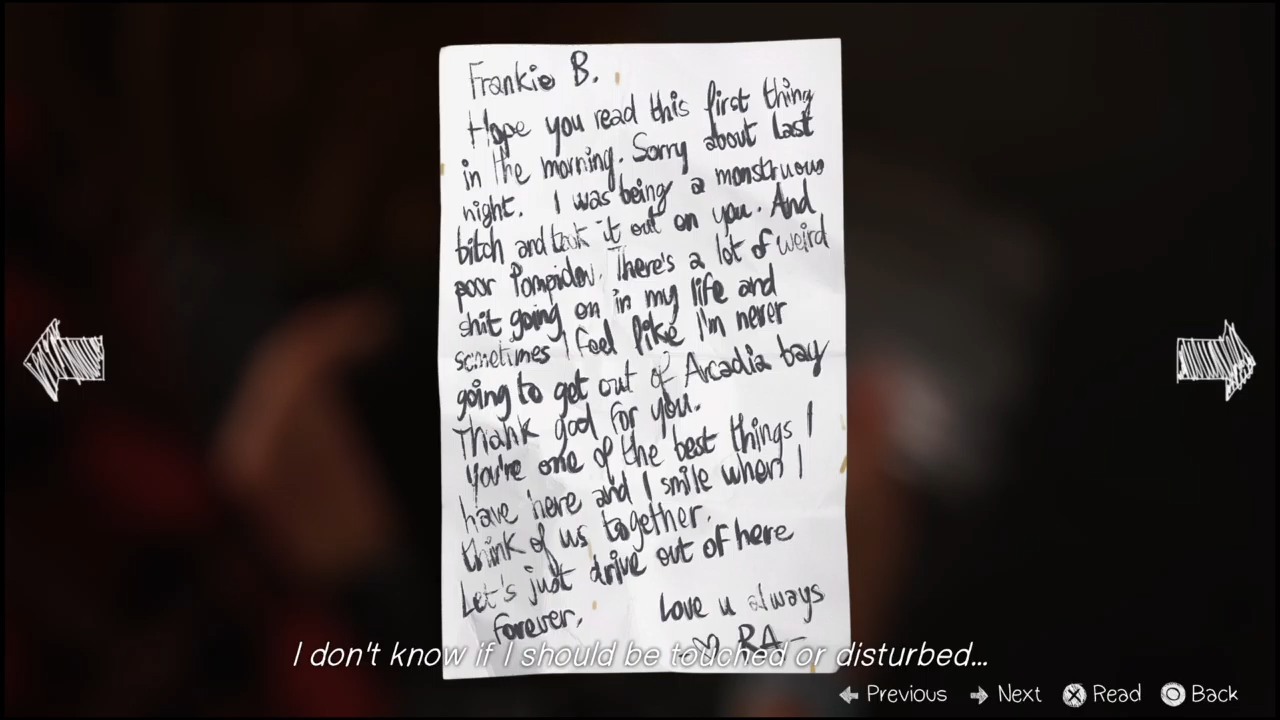 Frankie B.
Hope you read this first thing
in the morning. Sorry about last
night. I was being a monstruous
bitch and took it out on you. And
poor Pompidou. There's a lot of weird
shit going on in my life and
sometimes I feel like I'm never
going to get out of Arcadia bay
Thank god for you.
You're one of the best things I
have here and I smile when I
think of us together.
Let's just drive out of here
forever.
Love u always
-♡ RA-
I don't know if I should be touched or disturbed...
Previous Next Read Back